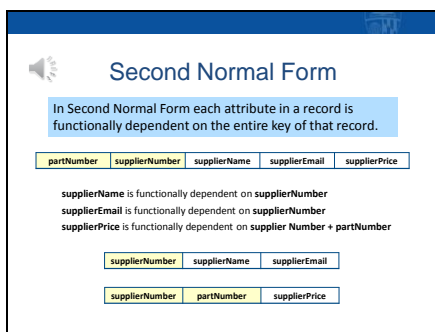 Second Normal Form
In Second Normal Form each attribute in a record is
functionally dependent on the entire key of that record.
partNumber supplierNumber supplierName supplierEmail supplierPrice
supplierName is functionally dependent on supplierNumber
supplierEmail is functionally dependent on supplierNumber
supplierPrice is functionally dependent on supplier Number + partNumber
supplierNumber supplierName supplierEmail
supplierNumber partNumber supplierPrice